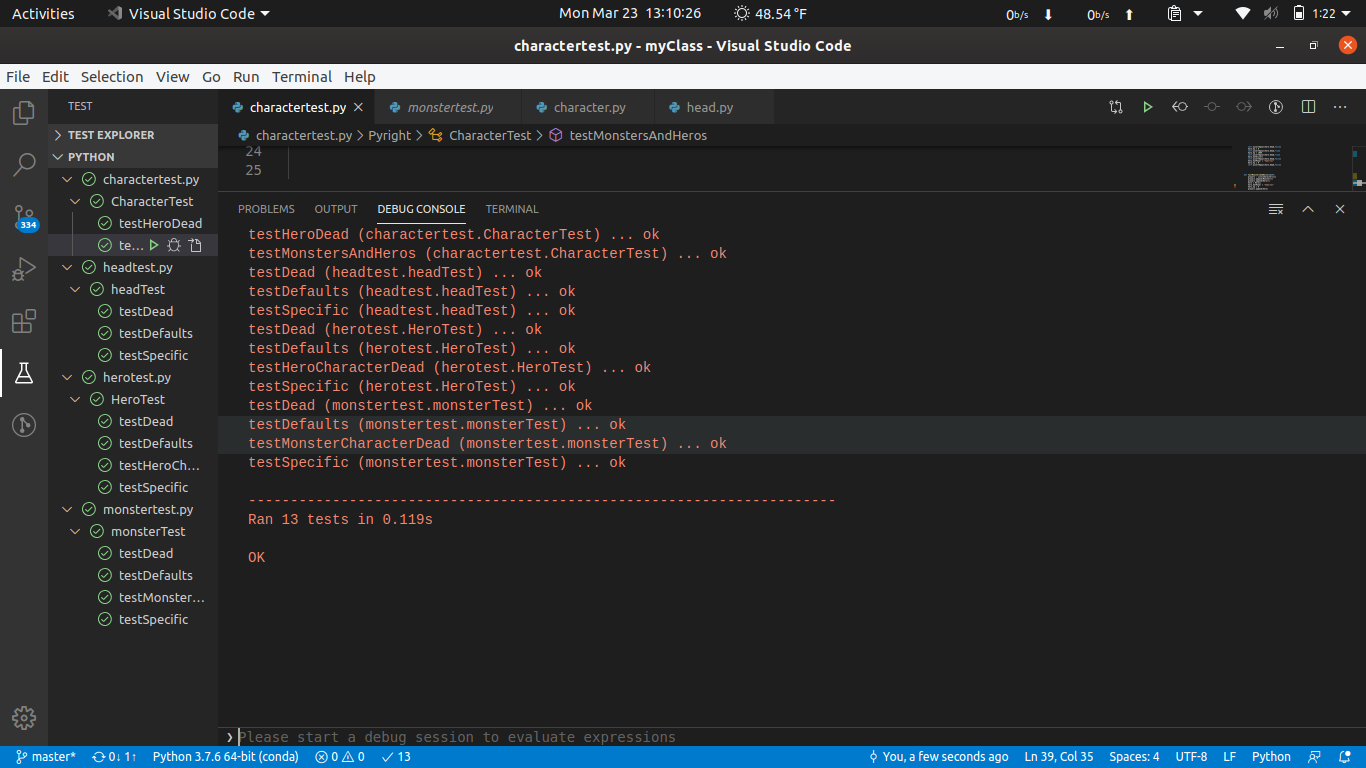 Activities Visual Studio Code Mon Mar 23 13:10:26 48.54 °F 0b/s 0b/s 1:22
charactertest.py - myClass - Visual Studio Code
File Edit Selection View Go Run Terminal Help
TEST
charactertest.py monstertest.py character.py head.py
TEST EXPLORER
charactertest.py > Pyright > CharacterTest > testMonstersAndHeros
PYTHON
24
25
charactertest.py
CharacterTest
testHeroDead
te...
headtest.py
headTest
testDead
testDefaults
testSpecific
herotest.py
HeroTest
testDead
testDefaults
testHeroCh...
testSpecific
monstertest.py
monsterTest
testDead
testDefaults
testMonster...
testSpecific
334
PROBLEMS OUTPUT DEBUG CONSOLE TERMINAL
testHeroDead (charactertest.CharacterTest) ... ok
testMonstersAndHeros (charactertest.CharacterTest) ... ok
testDead (headtest.headTest) ... ok
testDefaults (headtest.headTest) ... ok
testSpecific (headtest.headTest) ... ok
testDead (herotest.HeroTest) ... ok
testDefaults (herotest.HeroTest) ... ok
testHeroCharacterDead (herotest.HeroTest) ... ok
testSpecific (herotest.HeroTest) ... ok
testDead (monstertest.monsterTest) ... ok
testDefaults (monstertest.monsterTest) ... ok
testMonsterCharacterDead (monstertest.monsterTest) ... ok
testSpecific (monstertest.monsterTest) ... ok
----------------------------------------------------------------------
Ran 13 tests in 0.119s
OK
Please start a debug session to evaluate expressions
master* 0↓ 1↑ Python 3.7.6 64-bit (conda) 0 0 13 You, a few seconds ago Ln 39, Col 35 Spaces: 4 UTF-8 LF Python